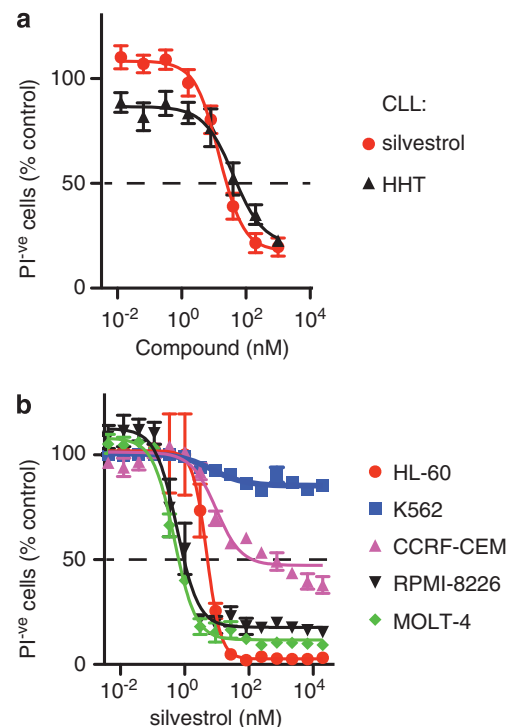 a
PI-ve cells (% control)
100
50
0
10-2 100 102 104
Compound (nM)
CLL:
silvestrol
HHT
b
PI-ve cells (% control)
100
50
0
10-2 100 102 104
silvestrol (nM)
HL-60
K562
CCRF-CEM
RPMI-8226
MOLT-4